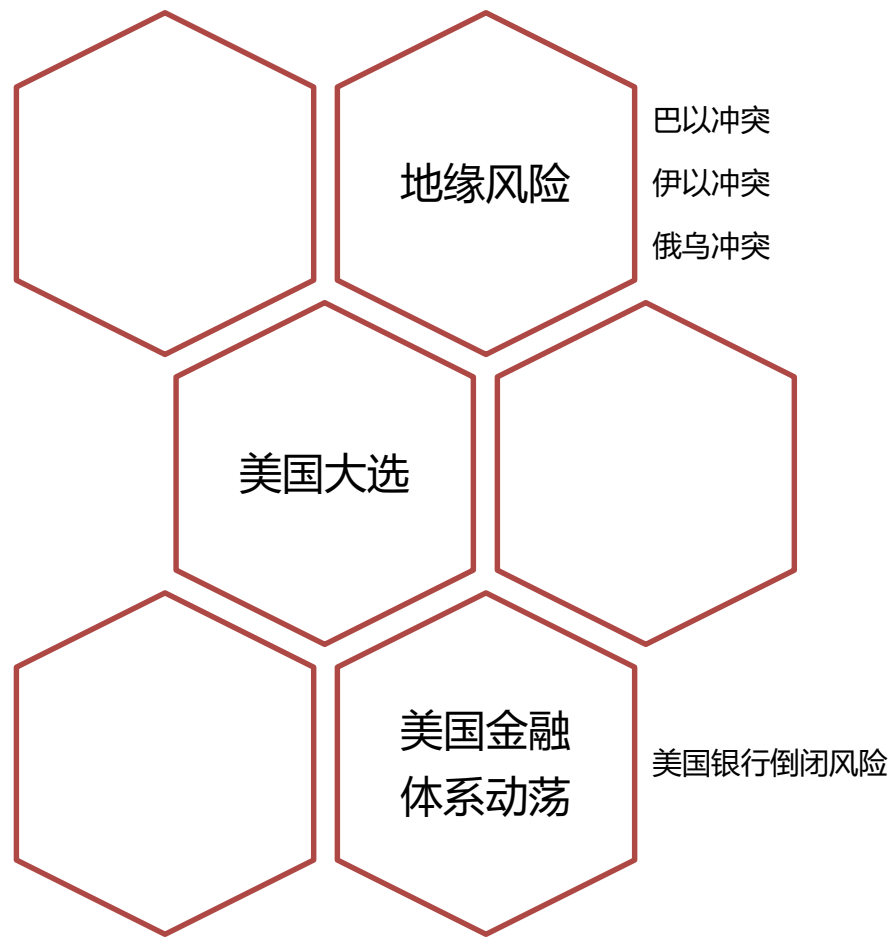 地缘风险
巴以冲突
伊以冲突
俄乌冲突
美国大选
美国金融
体系动荡
美国银行倒闭风险